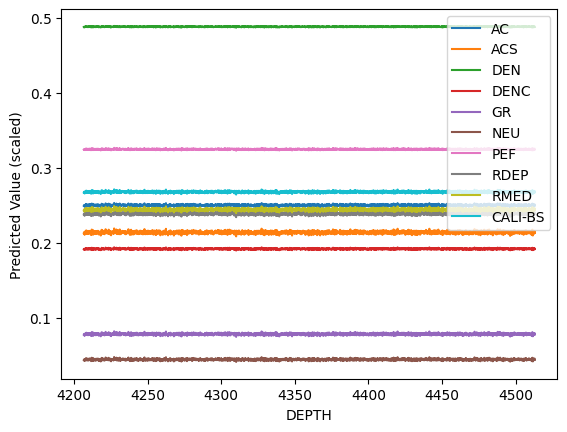 0.5
0.4
0.3
0.2
0.1
Predicted Value (scaled)
4200 4250 4300 4350 4400 4450 4500
DEPTH
AC
ACS
DEN
DENC
GR
NEU
PEF
RDEP
RMED
CALI-BS